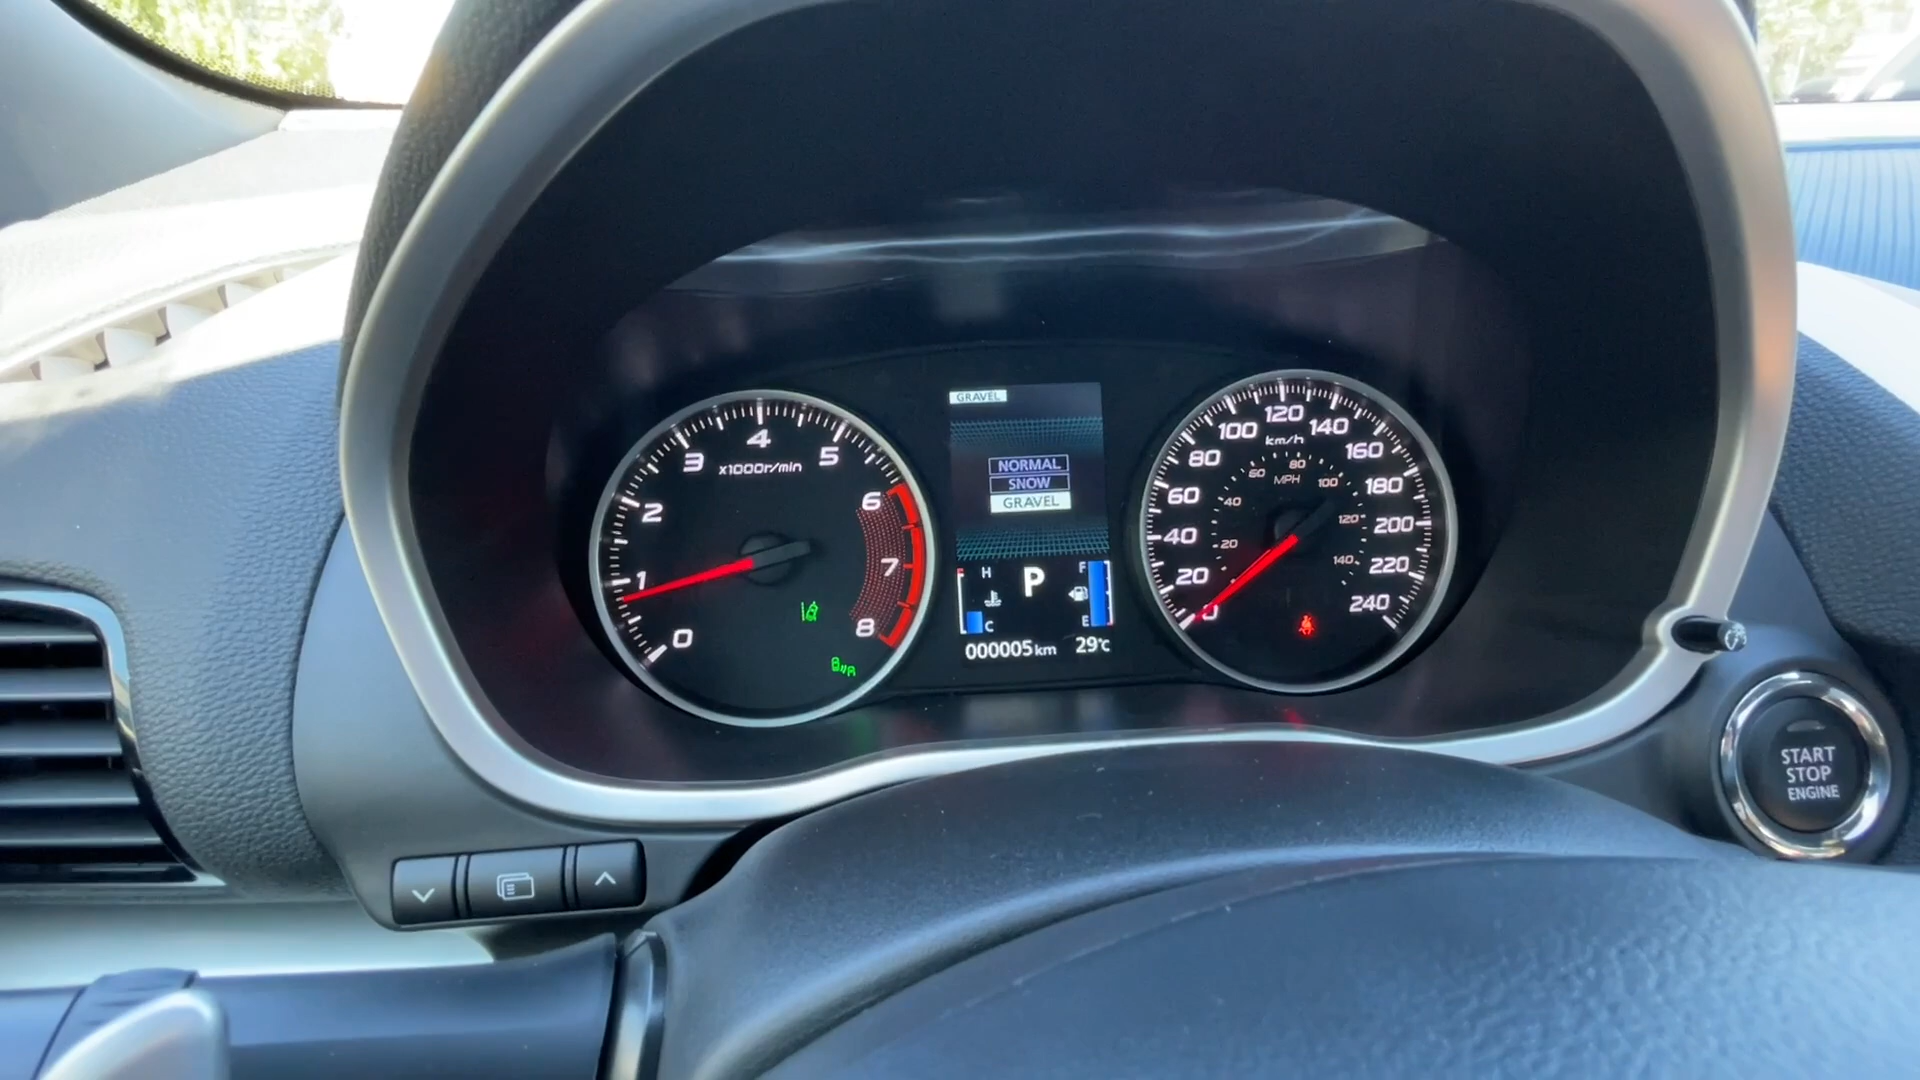 GRAVEL
NORMAL
SNOW
GRAVEL
0
1
2
3
4
5
6
7
8
x1000r/min
H
C
P
F
E
000005km
29℃
0
20
40
60
80
100
120
140
160
180
200
220
240
km/h
20
40
60
80
100
120
140
MPH
START
STOP
ENGINE